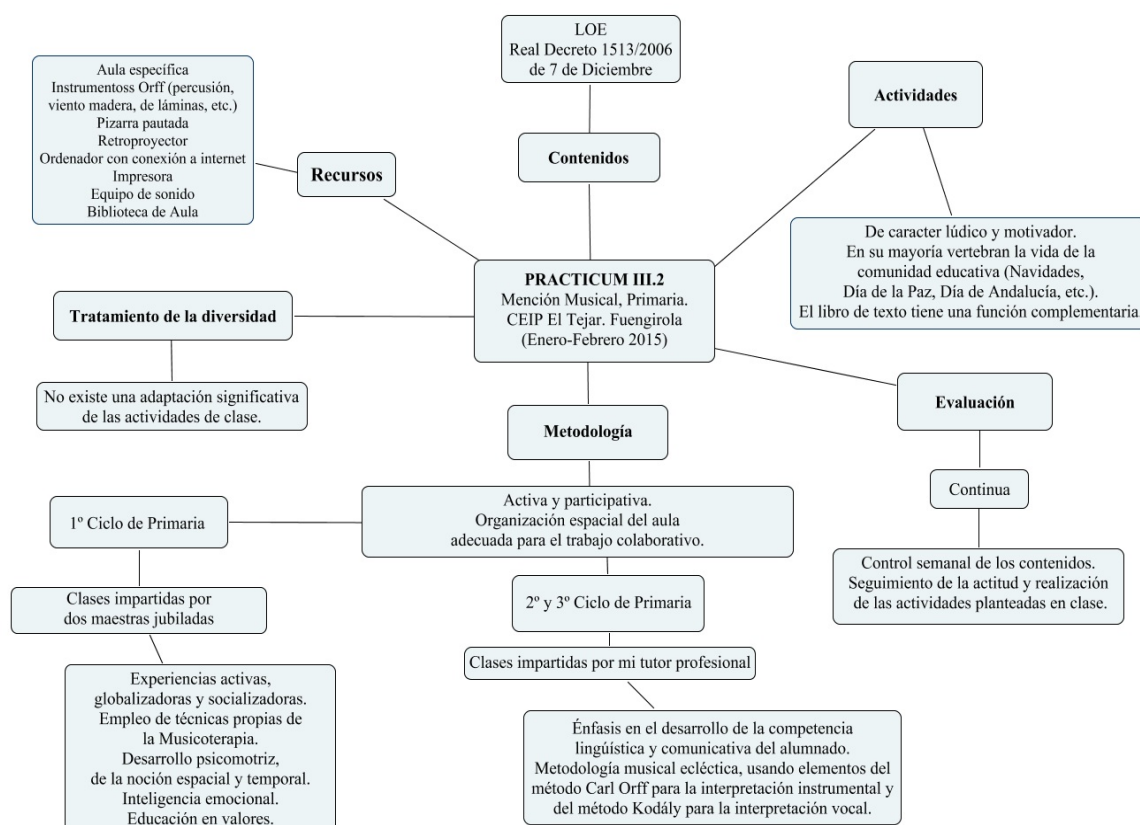 LOE
Real Decreto 1513/2006
de 7 de Diciembre
Contenidos
Aula específica
Instrumentoss Orff (percusión,
viento madera, de láminas, etc.)
Pizarra pautada
Retroproyector
Ordenador con conexión a internet
Impresora
Equipo de sonido
Biblioteca de Aula
Recursos
Actividades
De caracter lúdico y motivador.
En su mayoría vertebran la vida de la
comunidad educativa (Navidades,
Día de la Paz, Día de Andalucía, etc.).
El libro de texto tiene una función complementaria.
PRACTICUM III.2
Mención Musical, Primaria.
CEIP El Tejar. Fuengirola
(Enero-Febrero 2015)
Tratamiento de la diversidad
No existe una adaptación significativa
de las actividades de clase.
Metodología
Activa y participativa.
Organización espacial del aula
adecuada para el trabajo colaborativo.
Evaluación
Continua
Control semanal de los contenidos.
Seguimiento de la actitud y realización
de las actividades planteadas en clase.
1º Ciclo de Primaria
Clases impartidas por
dos maestras jubiladas
Experiencias activas,
globalizadoras y socializadoras.
Empleo de técnicas propias de
la Musicoterapia.
Desarrollo psicomotriz,
de la noción espacial y temporal.
Inteligencia emocional.
Educación en valores.
2º y 3º Ciclo de Primaria
Clases impartidas por mi tutor profesional
Énfasis en el desarrollo de la competencia
lingüística y comunicativa del alumnado.
Metodología musical ecléctica, usando elementos del
método Carl Orff para la interpretación instrumental y
del método Kodály para la interpretación vocal.